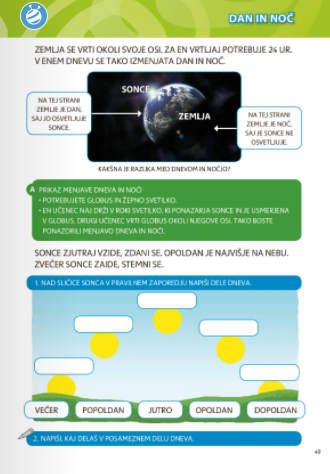 DAN IN NOČ
ZEMLJA SE VRTI OKOLI SVOJE OSI. ZA EN VRTLJAJ POTREBUJE 24 UR.
V ENEM DNEVU SE TAKO IZMENJATA DAN IN NOČ.
SONCE
ZEMLJA
NA TEJ STRANI
ZEMLJE JE DAN,
SAJ JO OSVETLJUJE
SONCE.
NA TEJ STRANI
ZEMLJE JE NOČ,
SAJ JE SONCE NE
OSVETLJUJE.
KAKŠNA JE RAZLIKA MED DNEVOM IN NOČJO?
A PRIKAZ MENJAVE DNEVA IN NOČI
• POTREBUJETE GLOBUS IN ŽEPNO SVETILKO.
• EN UČENEC NAJ DRŽI V ROKI SVETILKO, KI PONAZARJA SONCE IN JE USMERJENA
V GLOBUS. DRUGI UČENEC VRTI GLOBUS OKOLI NJEGOVE OSI. TAKO BOSTE
PONAZORILI MENJAVO DNEVA IN NOČI.
SONCE ZJUTRAJ VZIDE, ZDANI SE. OPOLDAN JE NAJVIŠJE NA NEBU.
ZVEČER SONCE ZAIDE, STEMNI SE.
1. NAD SLIČICE SONCA V PRAVILNEM ZAPOREDJU NAPIŠI DELE DNEVA.
VEČER POPOLDAN JUTRO OPOLDAN DOPOLDAN
2. NAPIŠI, KAJ DELAŠ V POSAMEZNEM DELU DNEVA.
49